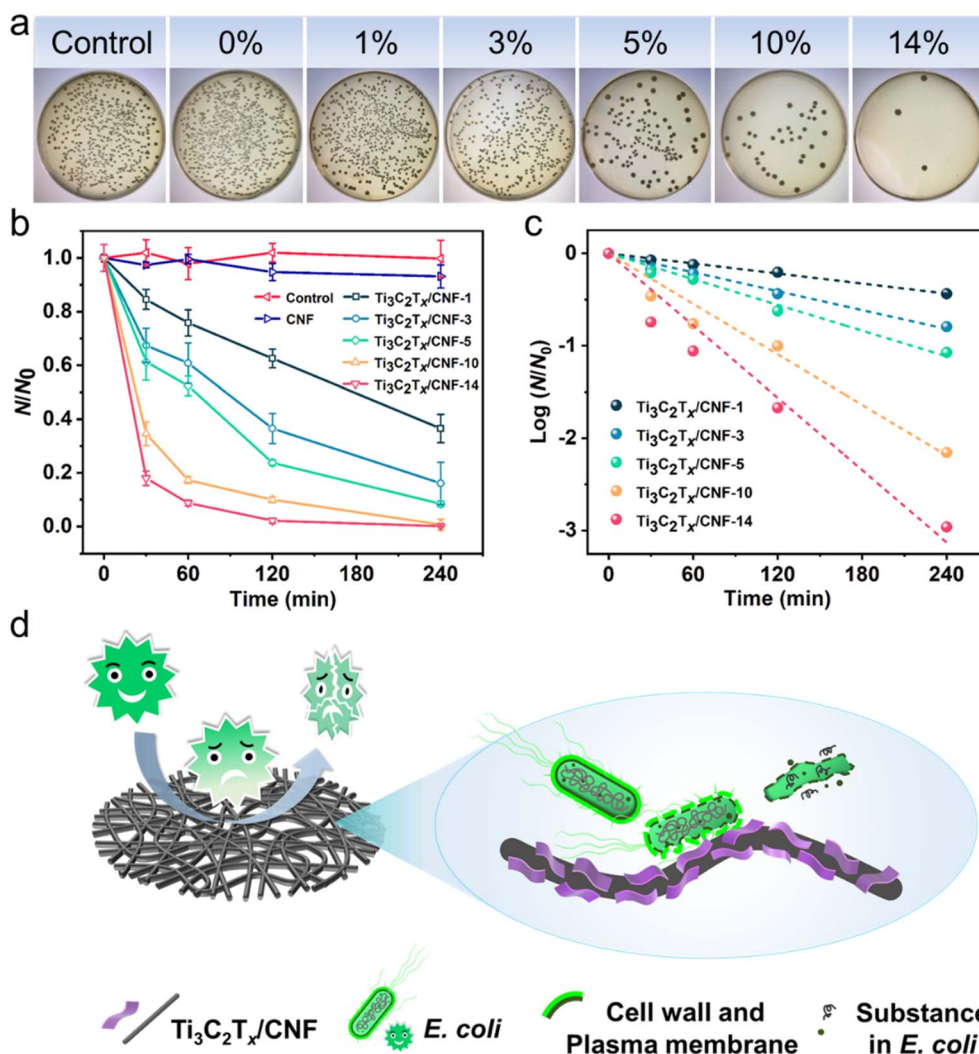 a
Control 0% 1% 3% 5% 10% 14%
b
N/N₀
1.0
0.8
0.6
0.4
0.2
0.0
Control
CNF
Ti₃C₂Tₓ/CNF-1
Ti₃C₂Tₓ/CNF-3
Ti₃C₂Tₓ/CNF-5
Ti₃C₂Tₓ/CNF-10
Ti₃C₂Tₓ/CNF-14
0 60 120 180 240
Time (min)
c
Log (N/N₀)
0
-1
-2
-3
Ti₃C₂Tₓ/CNF-1
Ti₃C₂Tₓ/CNF-3
Ti₃C₂Tₓ/CNF-5
Ti₃C₂Tₓ/CNF-10
Ti₃C₂Tₓ/CNF-14
0 60 120 180 240
Time (min)
d
Ti₃C₂Tₓ/CNF
E. coli
Cell wall and
Plasma membrane
Substance
in E. coli